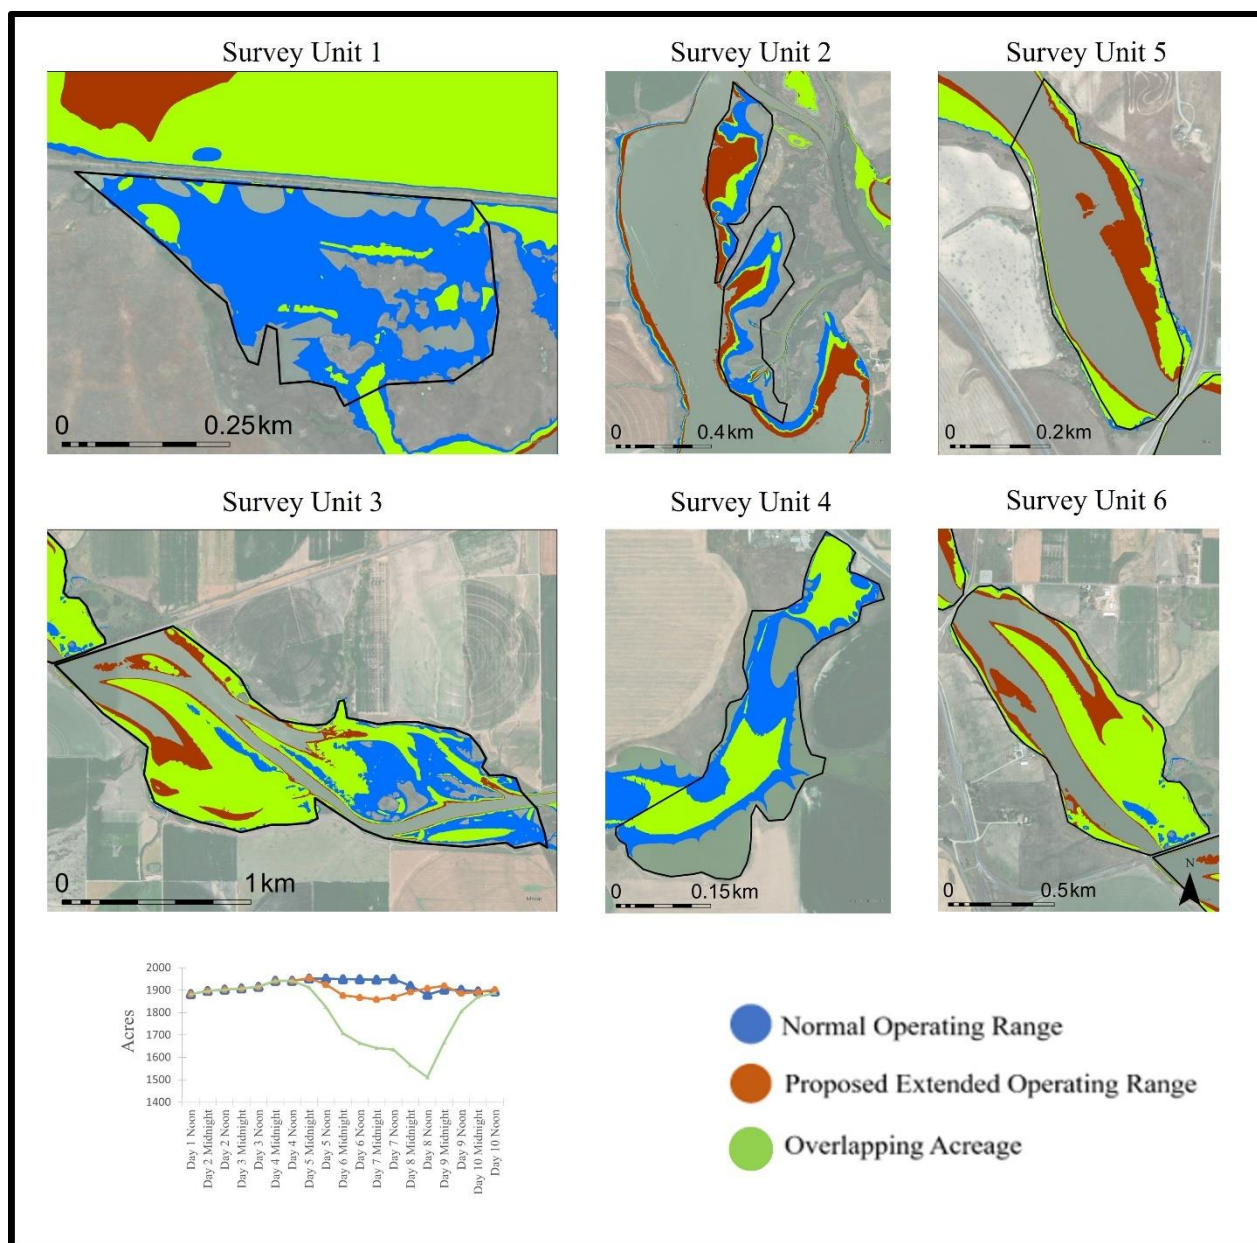 Survey Unit 1
Survey Unit 2
Survey Unit 5
0 0.25km
0 0.4km
0 0.2km
Survey Unit 3
Survey Unit 4
Survey Unit 6
0 1km
0 0.15km
0 0.5km
N
Acres
2000
1900
1800
1700
1600
1500
1400
Day 1 Noon
Day 2 Midnight
Day 2 Noon
Day 3 Midnight
Day 3 Noon
Day 4 Midnight
Day 4 Noon
Day 5 Midnight
Day 5 Noon
Day 6 Midnight
Day 6 Noon
Day 7 Midnight
Day 7 Noon
Day 8 Midnight
Day 8 Noon
Day 9 Midnight
Day 9 Noon
Day 10 Midnight
Day 10 Noon
Normal Operating Range
Proposed Extended Operating Range
Overlapping Acreage